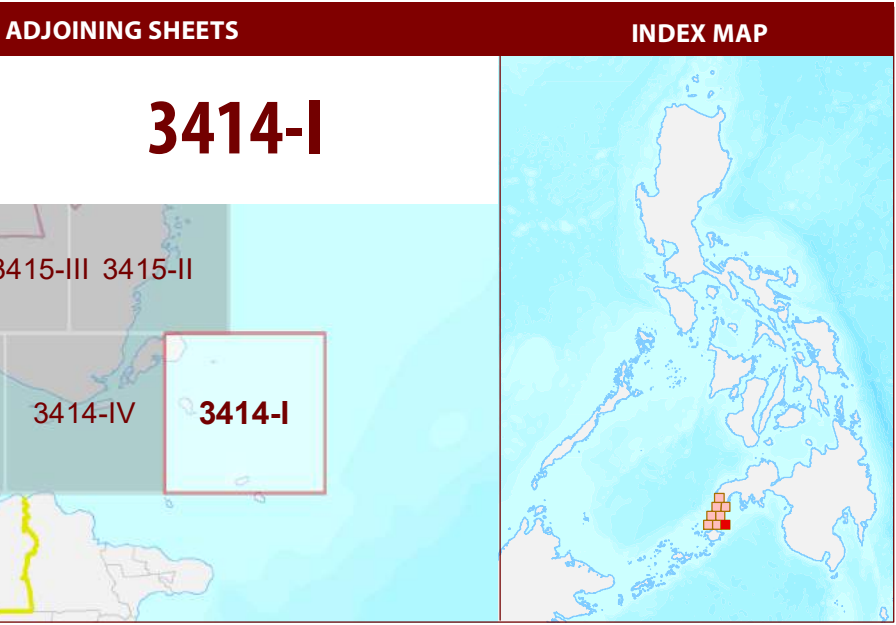 ADJOINING SHEETS
INDEX MAP
3414-I
3415-III 3415-II
3414-IV
3414-I